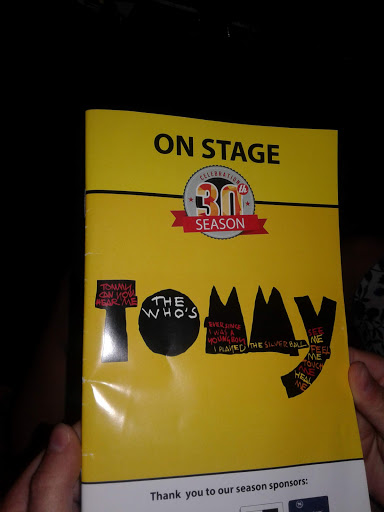 ON STAGE
CELEBRATING
30th
SEASON
TOMMY
CAN YOU
HEAR ME
THE
WHO'S
TOMMy
EVER SINCE
I WAS A
YOUNG BOY
I PLAYED
THE SILVER BALL
SEE
ME
FEEL
ME
TOUCH
ME
HEAL
ME
Thank you to our season sponsors: